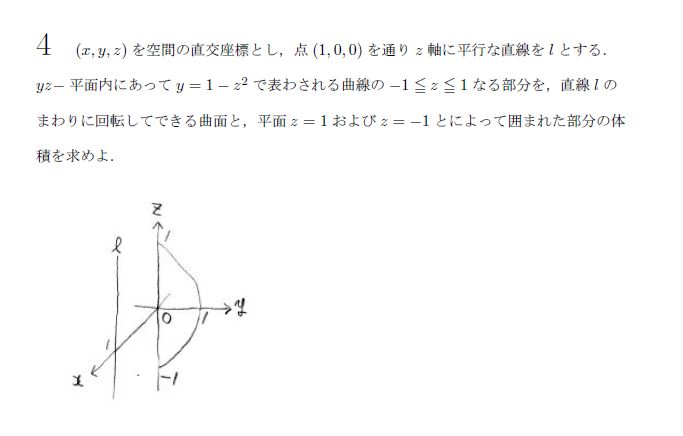 4 (x, y, z) を空間の直交座標とし，点 (1, 0, 0) を通り z 軸に平行な直線を l とする．
yz− 平面内にあって y = 1 − z² で表わされる曲線の −1 ≦ z ≦ 1 なる部分を，直線 l の
まわりに回転してできる曲面と，平面 z = 1 および z = −1 とによって囲まれた部分の体
積を求めよ．
z
l
1
0
1
y
1
x
-1